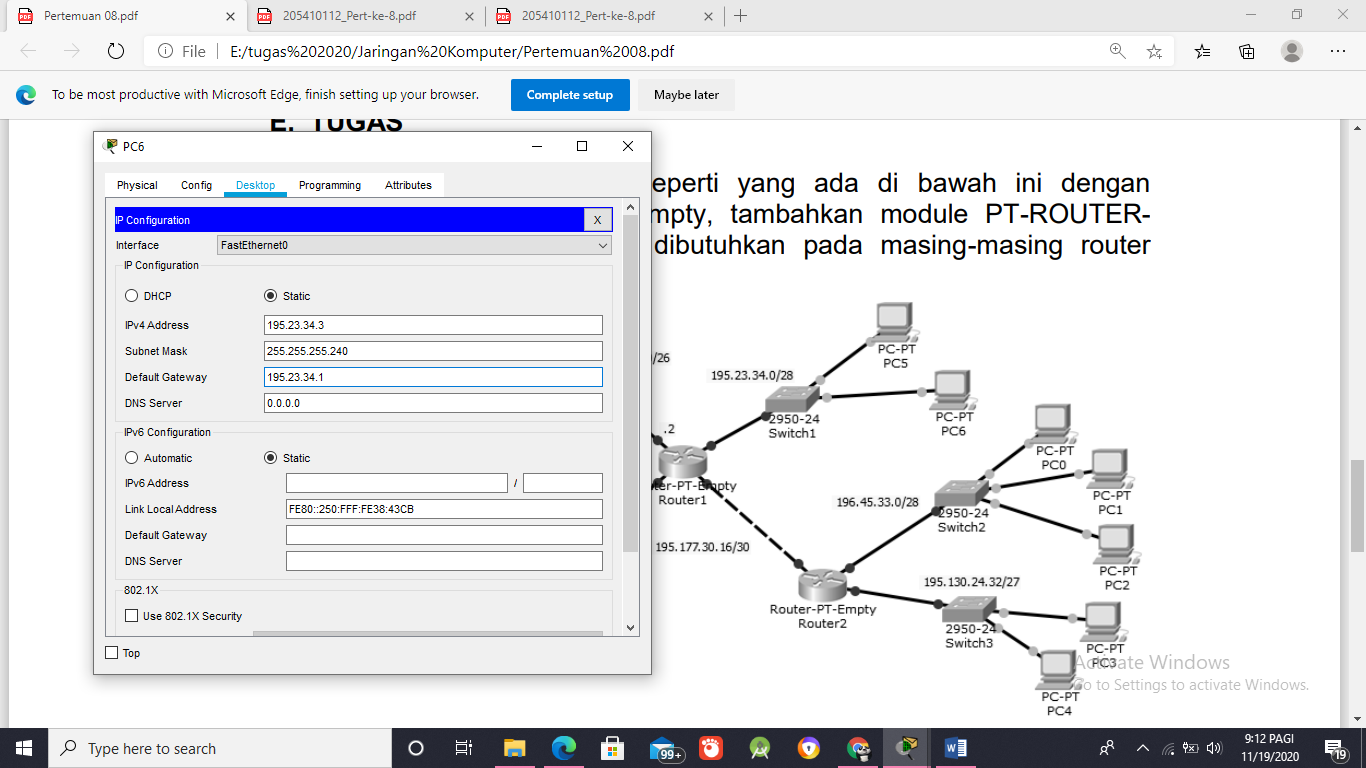 Pertemuan 08.pdf
205410112_Pert-ke-8.pdf
205410112_Pert-ke-8.pdf
File
E:/tugas%202020/Jaringan%20Komputer/Pertemuan%2008.pdf
To be most productive with Microsoft Edge, finish setting up your browser.
Complete setup
Maybe later
E. TUGAS
eperti yang ada di bawah ini dengan
mpty, tambahkan module PT-ROUTER-
dibutuhkan pada masing-masing router
PC6
Physical Config Desktop Programming Attributes
IP Configuration
X
Interface
FastEthernet0
IP Configuration
DHCP
Static
IPv4 Address
195.23.34.3
Subnet Mask
255.255.255.240
Default Gateway
195.23.34.1
DNS Server
0.0.0.0
IPv6 Configuration
Automatic
Static
IPv6 Address
/
Link Local Address
FE80::250:FFF:FE38:43CB
Default Gateway
DNS Server
802.1X
Use 802.1X Security
Top
/26
195.23.34.0/28
PC-PT
PC5
2950-24
Switch1
PC-PT
PC6
.2
ter-PT-Empty
Router1
PC-PT
PC0
196.45.33.0/28
2950-24
Switch2
PC-PT
PC1
195.177.30.16/30
PC-PT
PC2
195.130.24.32/27
Router-PT-Empty
Router2
2950-24
Switch3
PC-PT
PC3
PC-PT
PC4
Activate Windows
Go to Settings to activate Windows.
Type here to search
99+
9:12 PAGI
11/19/2020
19